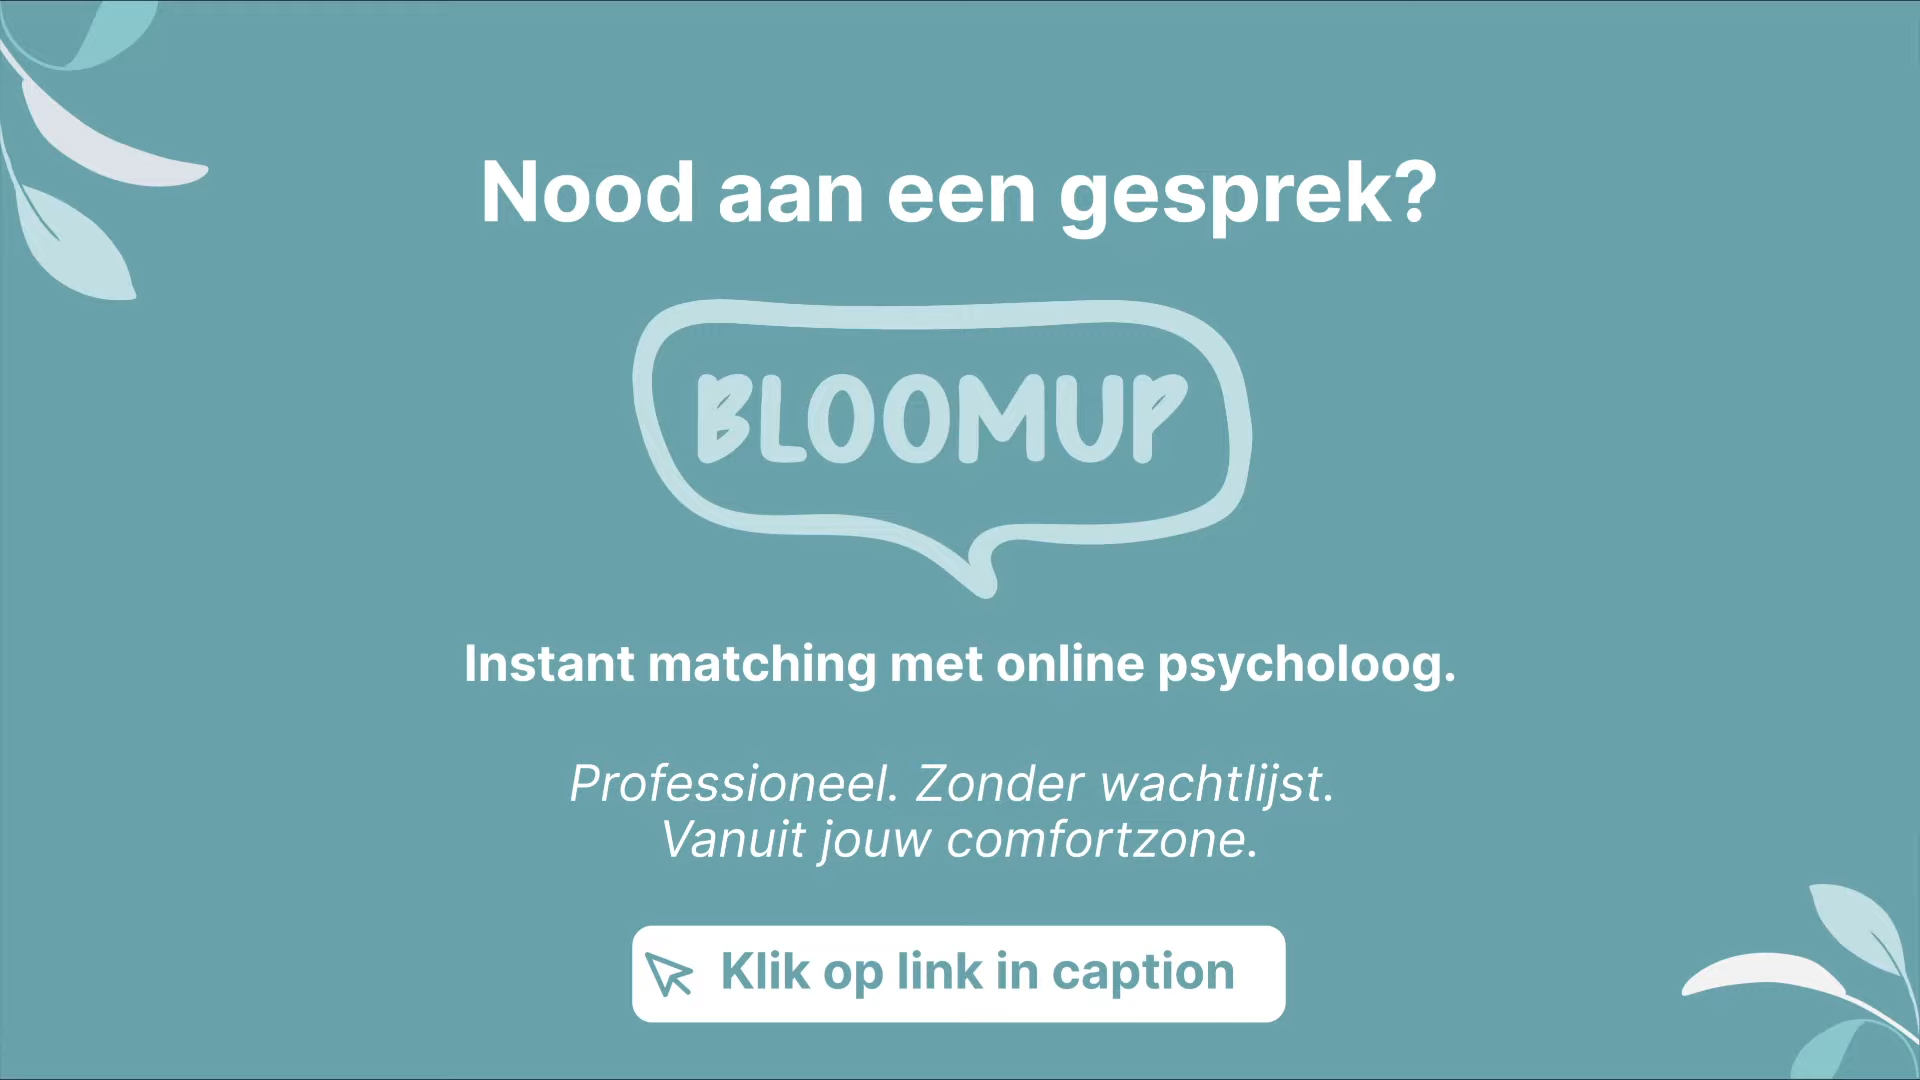 Nood aan een gesprek?
BLOOMUP
Instant matching met online psycholoog.
Professioneel. Zonder wachtlijst.
Vanuit jouw comfortzone.
Klik op link in caption